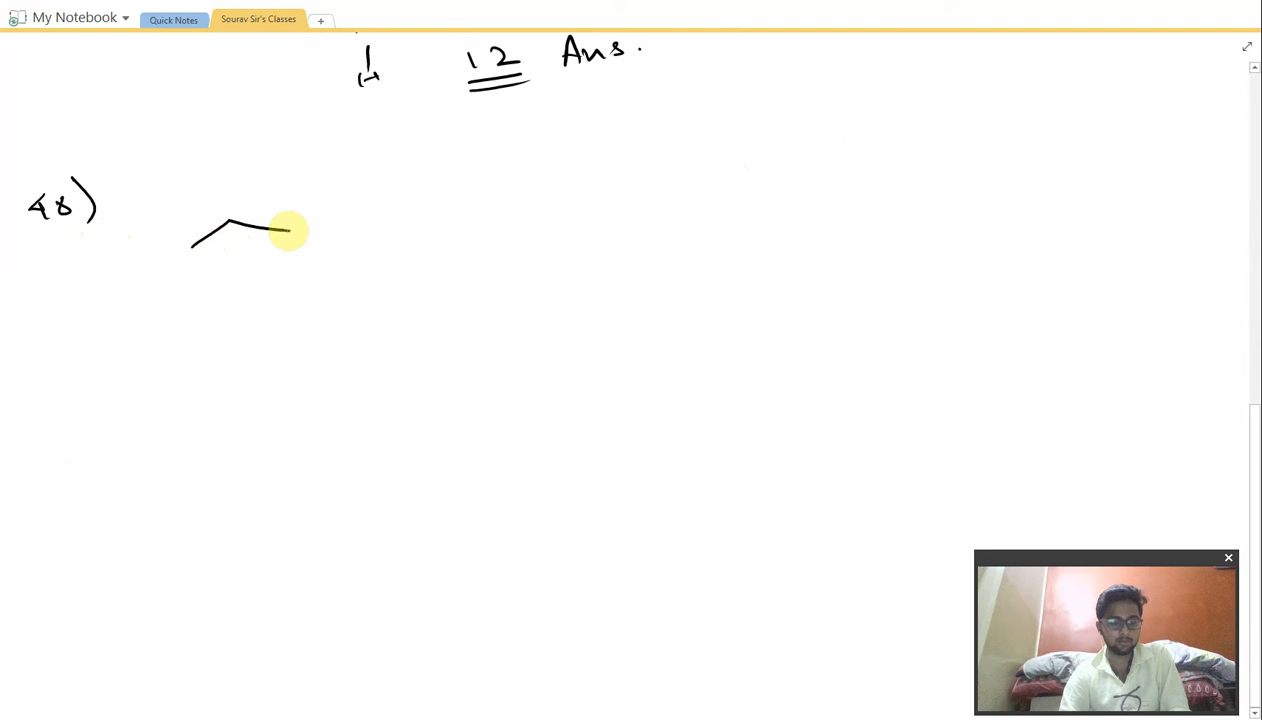 My Notebook
Quick Notes
Sourav Sir's Classes
+
H
12 Ans.
48)